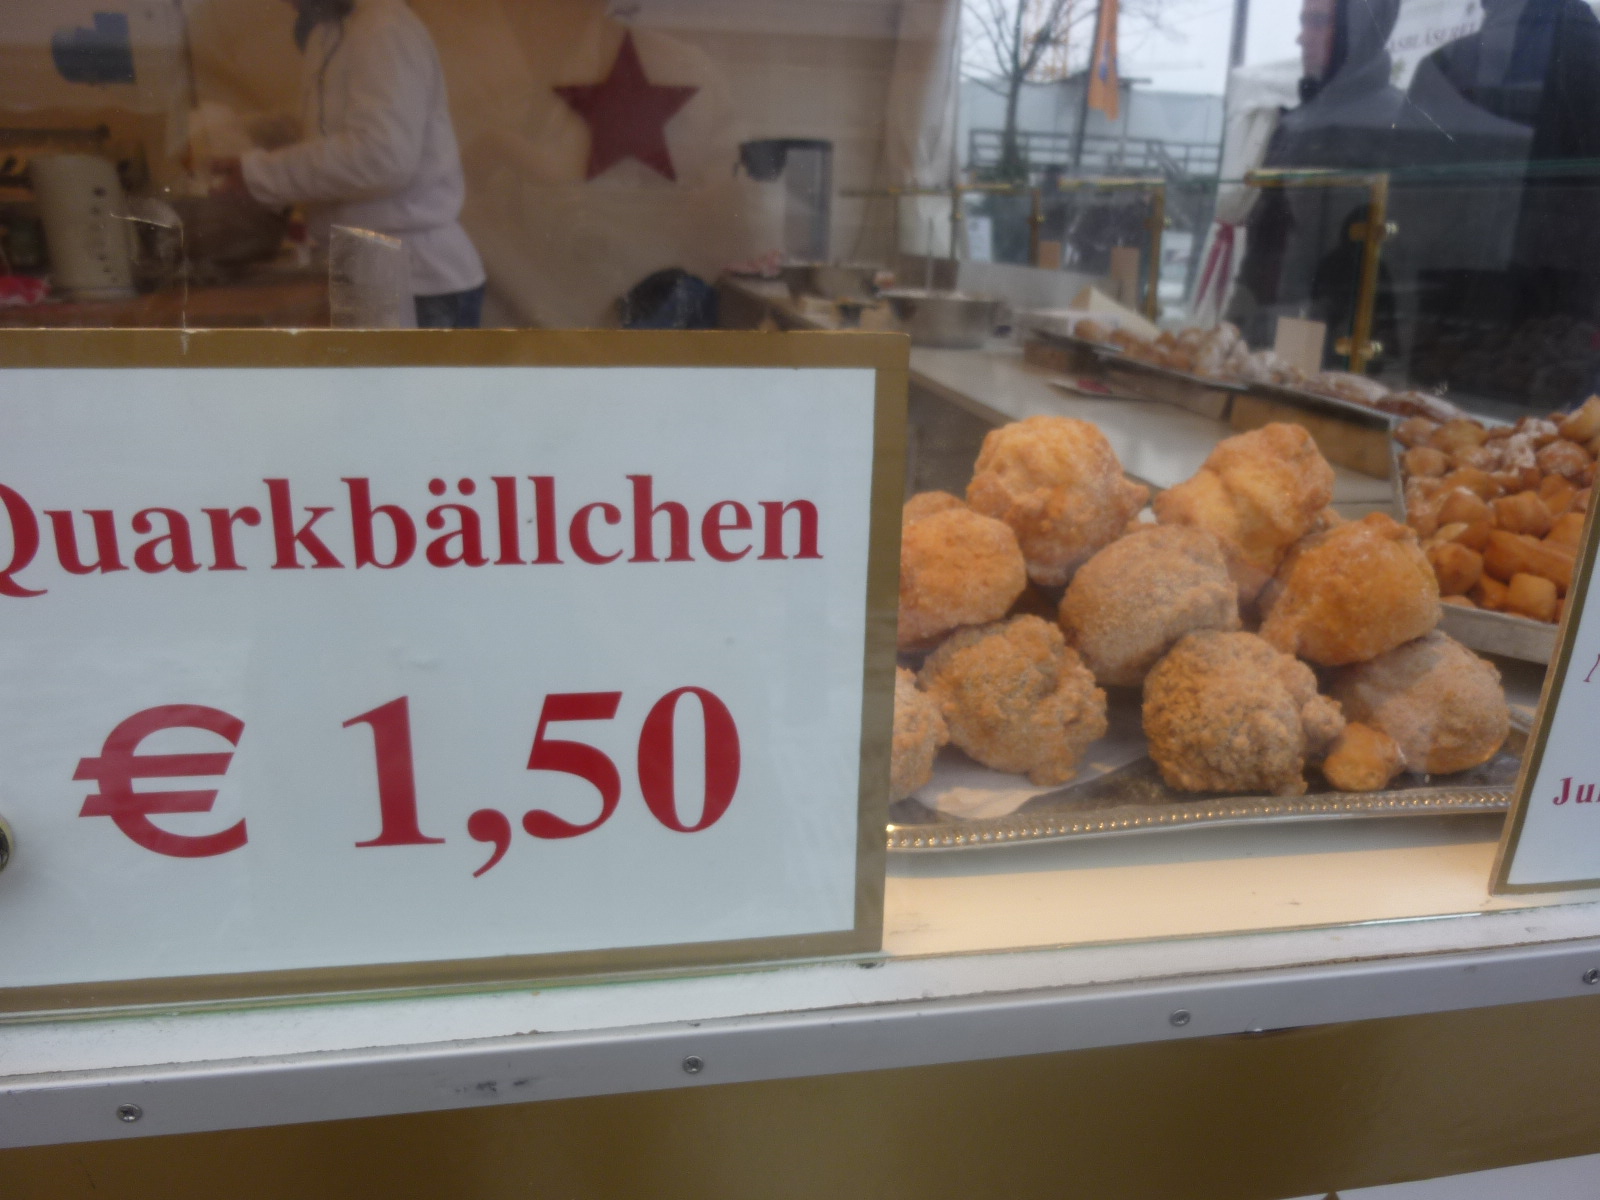 Quarkbällchen
€ 1,50